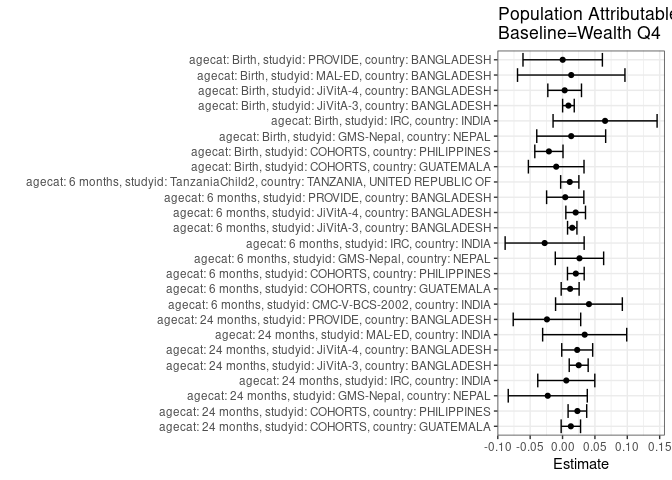 Population Attributable
Baseline=Wealth Q4
agecat: Birth, studyid: PROVIDE, country: BANGLADESH
agecat: Birth, studyid: MAL-ED, country: BANGLADESH
agecat: Birth, studyid: JiVitA-4, country: BANGLADESH
agecat: Birth, studyid: JiVitA-3, country: BANGLADESH
agecat: Birth, studyid: IRC, country: INDIA
agecat: Birth, studyid: GMS-Nepal, country: NEPAL
agecat: Birth, studyid: COHORTS, country: PHILIPPINES
agecat: Birth, studyid: COHORTS, country: GUATEMALA
agecat: 6 months, studyid: TanzaniaChild2, country: TANZANIA, UNITED REPUBLIC OF
agecat: 6 months, studyid: PROVIDE, country: BANGLADESH
agecat: 6 months, studyid: JiVitA-4, country: BANGLADESH
agecat: 6 months, studyid: JiVitA-3, country: BANGLADESH
agecat: 6 months, studyid: IRC, country: INDIA
agecat: 6 months, studyid: GMS-Nepal, country: NEPAL
agecat: 6 months, studyid: COHORTS, country: PHILIPPINES
agecat: 6 months, studyid: COHORTS, country: GUATEMALA
agecat: 6 months, studyid: CMC-V-BCS-2002, country: INDIA
agecat: 24 months, studyid: PROVIDE, country: BANGLADESH
agecat: 24 months, studyid: MAL-ED, country: INDIA
agecat: 24 months, studyid: JiVitA-4, country: BANGLADESH
agecat: 24 months, studyid: JiVitA-3, country: BANGLADESH
agecat: 24 months, studyid: IRC, country: INDIA
agecat: 24 months, studyid: GMS-Nepal, country: NEPAL
agecat: 24 months, studyid: COHORTS, country: PHILIPPINES
agecat: 24 months, studyid: COHORTS, country: GUATEMALA
-0.10 -0.05 0.00 0.05 0.10 0.15
Estimate